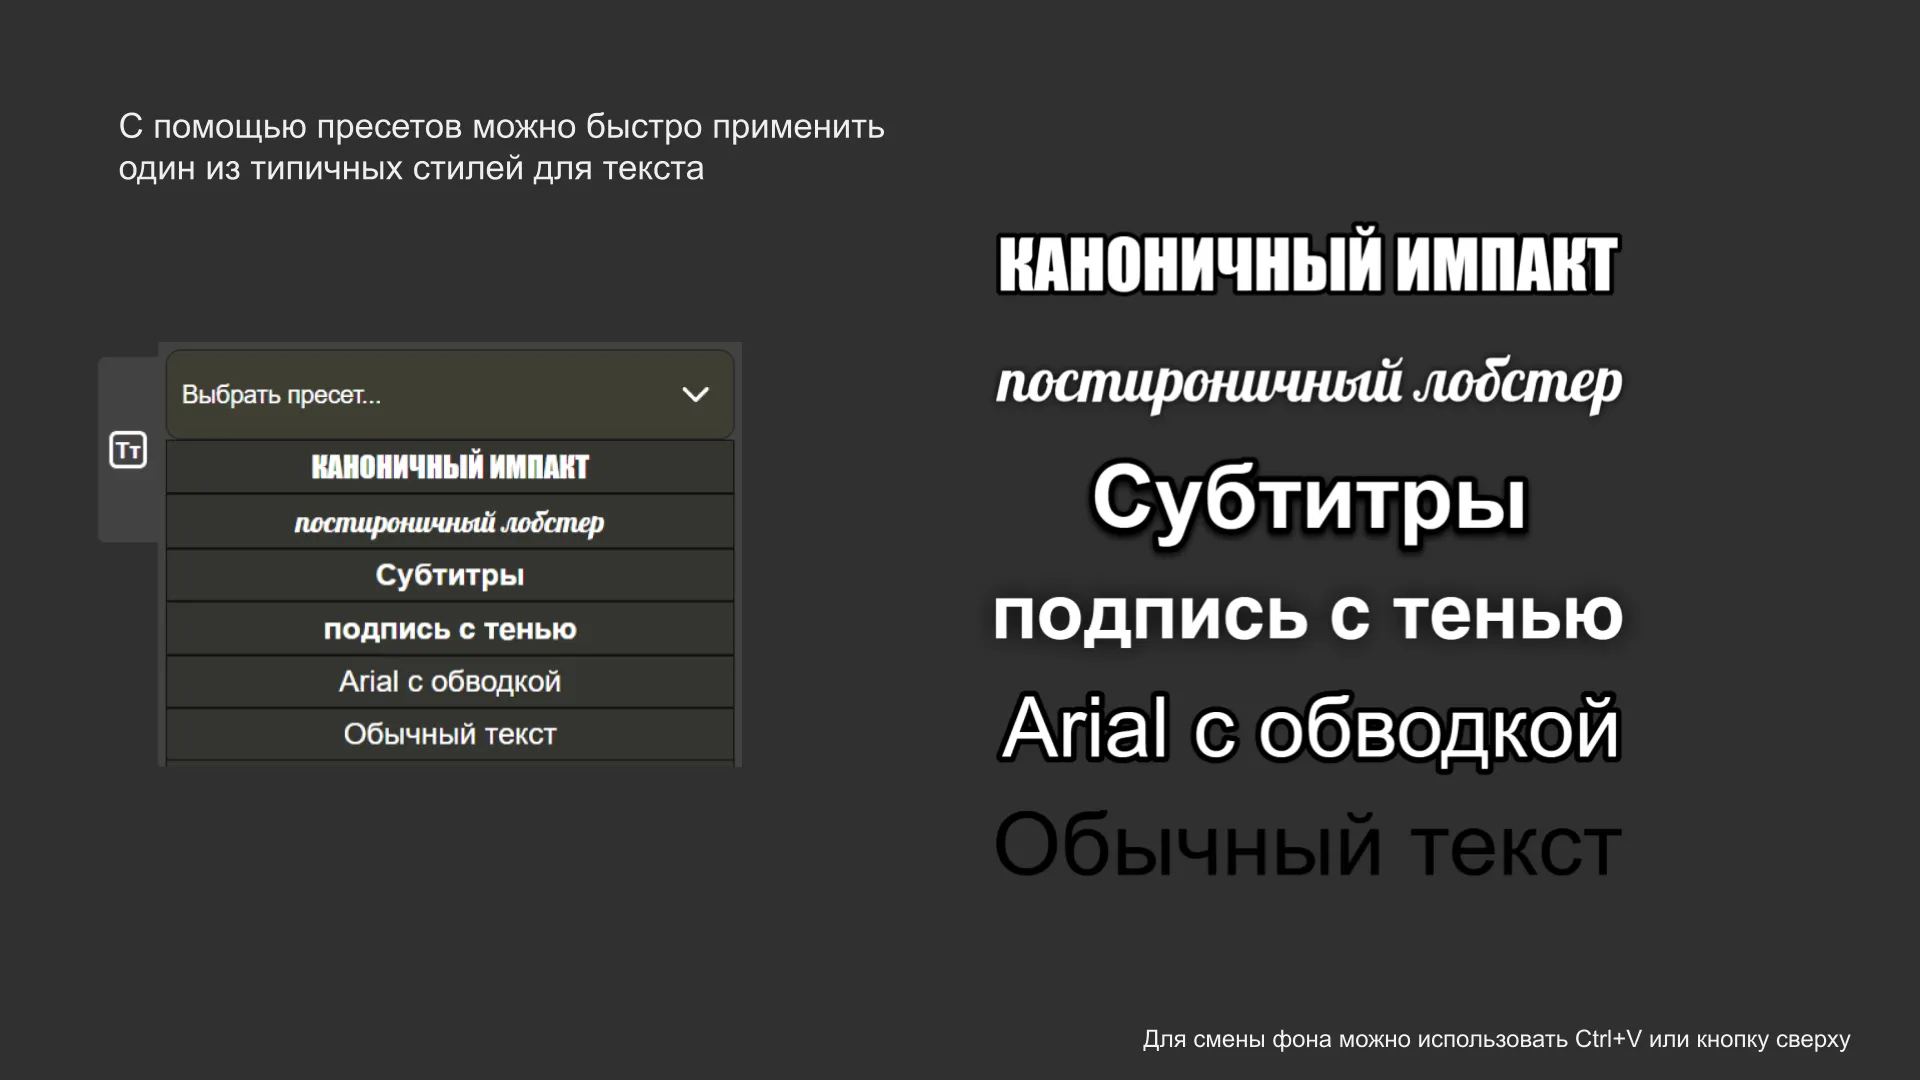 С помощью пресетов можно быстро применить
один из типичных стилей для текста
Выбрать пресет...
Тт
КАНОНИЧНЫЙ ИМПАКТ
постироничный лобстер
Субтитры
подпись с тенью
Arial с обводкой
Обычный текст
КАНОНИЧНЫЙ ИМПАКТ
постироничный лобстер
Субтитры
подпись с тенью
Arial с обводкой
Обычный текст
Для смены фона можно использовать Ctrl+V или кнопку сверху